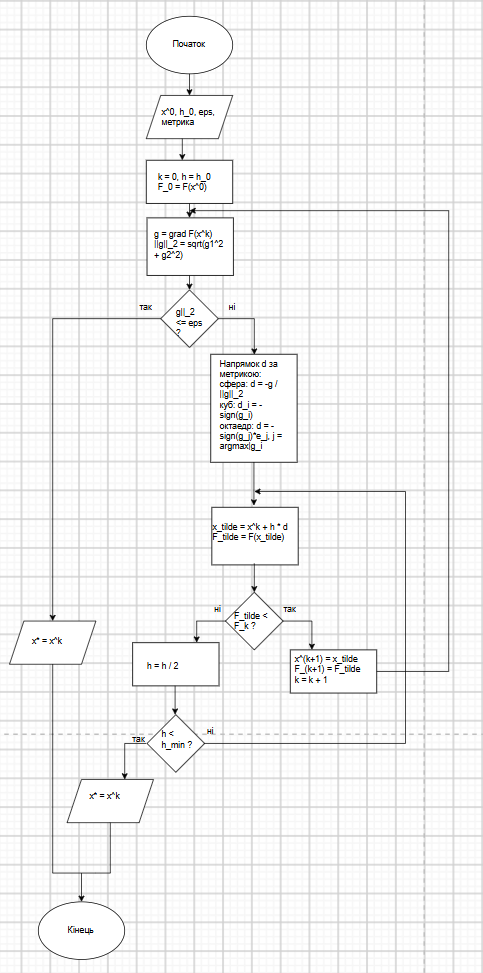 Початок
x^0, h_0, eps,
метрика
k = 0, h = h_0
F_0 = F(x^0)
g = grad F(x^k)
||g||_2 = sqrt(g1^2
+ g2^2)
так
ні
g||_2
<= eps
?
Напрямок d за
метрикою:
сфера: d = -g /
||g||_2
куб: d_i = -
sign(g_i)
октаедр: d = -
sign(g_j)*e_j, j =
argmax|g_i
x_tilde = x^k + h * d
F_tilde = F(x_tilde)
ні
так
F_tilde <
F_k ?
x* = x^k
h = h / 2
x^(k+1) = x_tilde
F_(k+1) = F_tilde
k = k + 1
так
ні
h <
h_min ?
x* = x^k
Кінець